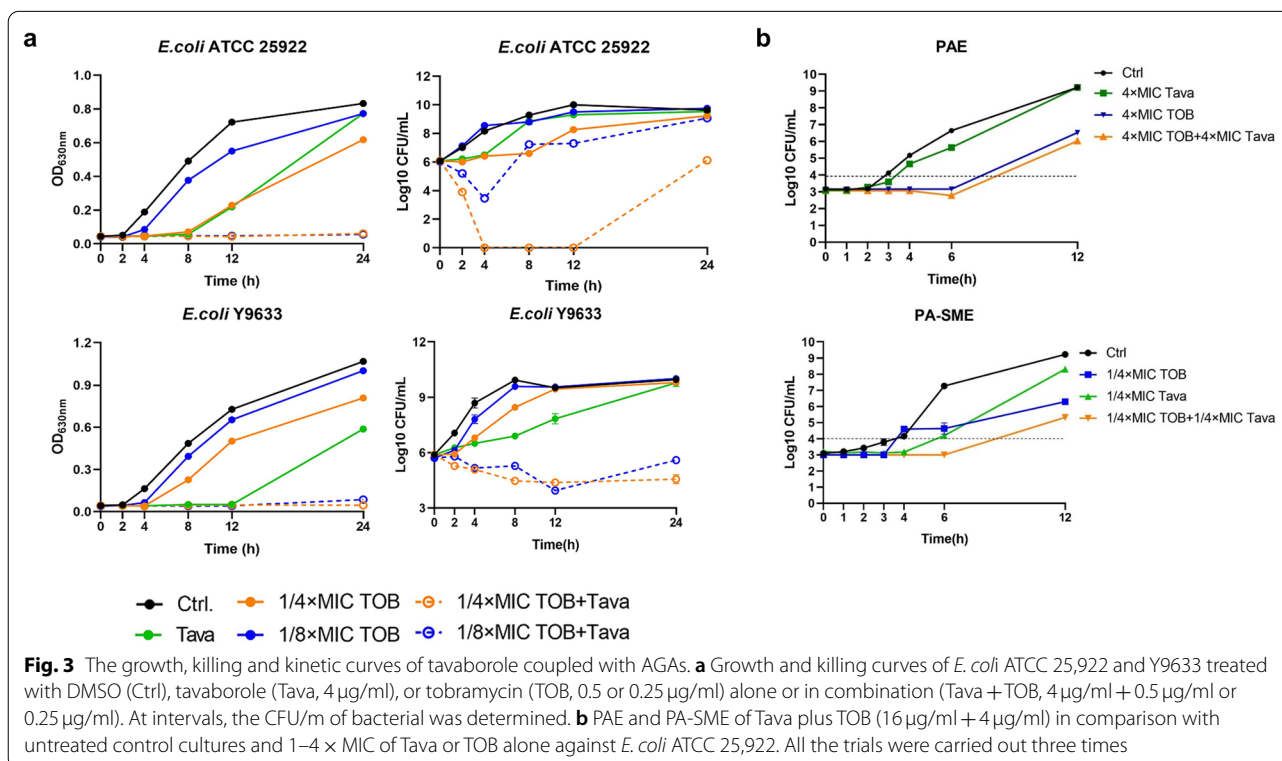 a
E.coli ATCC 25922
1.0
0.8
0.6
0.4
0.2
0.0
OD630nm
0 2 4 8 12 24
Time (h)
E.coli ATCC 25922
12
10
8
6
4
2
0
Log10 CFU/mL
0 2 4 8 12 24
Time (h)
b
PAE
10
9
8
7
6
5
4
3
2
1
0
Log10 CFU/mL
0 1 2 3 4 6 12
Time(h)
Ctrl
4×MIC Tava
4×MIC TOB
4×MIC TOB+4×MIC Tava
E.coli Y9633
1.2
0.9
0.6
0.3
0.0
OD630nm
0 2 4 8 12 24
Time (h)
E.coli Y9633
12
9
6
3
Log10 CFU/mL
0 2 4 8 12 24
Time(h)
PA-SME
10
9
8
7
6
5
4
3
2
1
0
Log10 CFU/mL
0 1 2 3 4 6 12
Time(h)
Ctrl
1/4×MIC TOB
1/4×MIC Tava
1/4×MIC TOB+1/4×MIC Tava
Ctrl. 1/4×MIC TOB 1/4×MIC TOB+Tava
Tava 1/8×MIC TOB 1/8×MIC TOB+Tava
Fig. 3 The growth, killing and kinetic curves of tavaborole coupled with AGAs. a Growth and killing curves of E. coli ATCC 25,922 and Y9633 treated
with DMSO (Ctrl), tavaborole (Tava, 4 µg/ml), or tobramycin (TOB, 0.5 or 0.25 µg/ml) alone or in combination (Tava + TOB, 4 µg/ml + 0.5 µg/ml or
0.25 µg/ml). At intervals, the CFU/m of bacterial was determined. b PAE and PA-SME of Tava plus TOB (16 µg/ml + 4 µg/ml) in comparison with
untreated control cultures and 1–4 × MIC of Tava or TOB alone against E. coli ATCC 25,922. All the trials were carried out three times